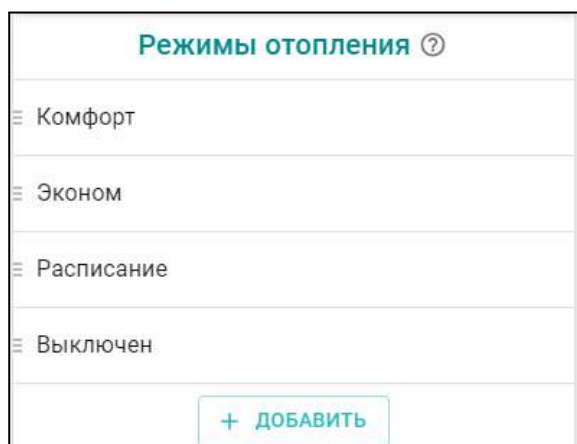 Режимы отопления ?
Комфорт
Эконом
Расписание
Выключен
+ ДОБАВИТЬ